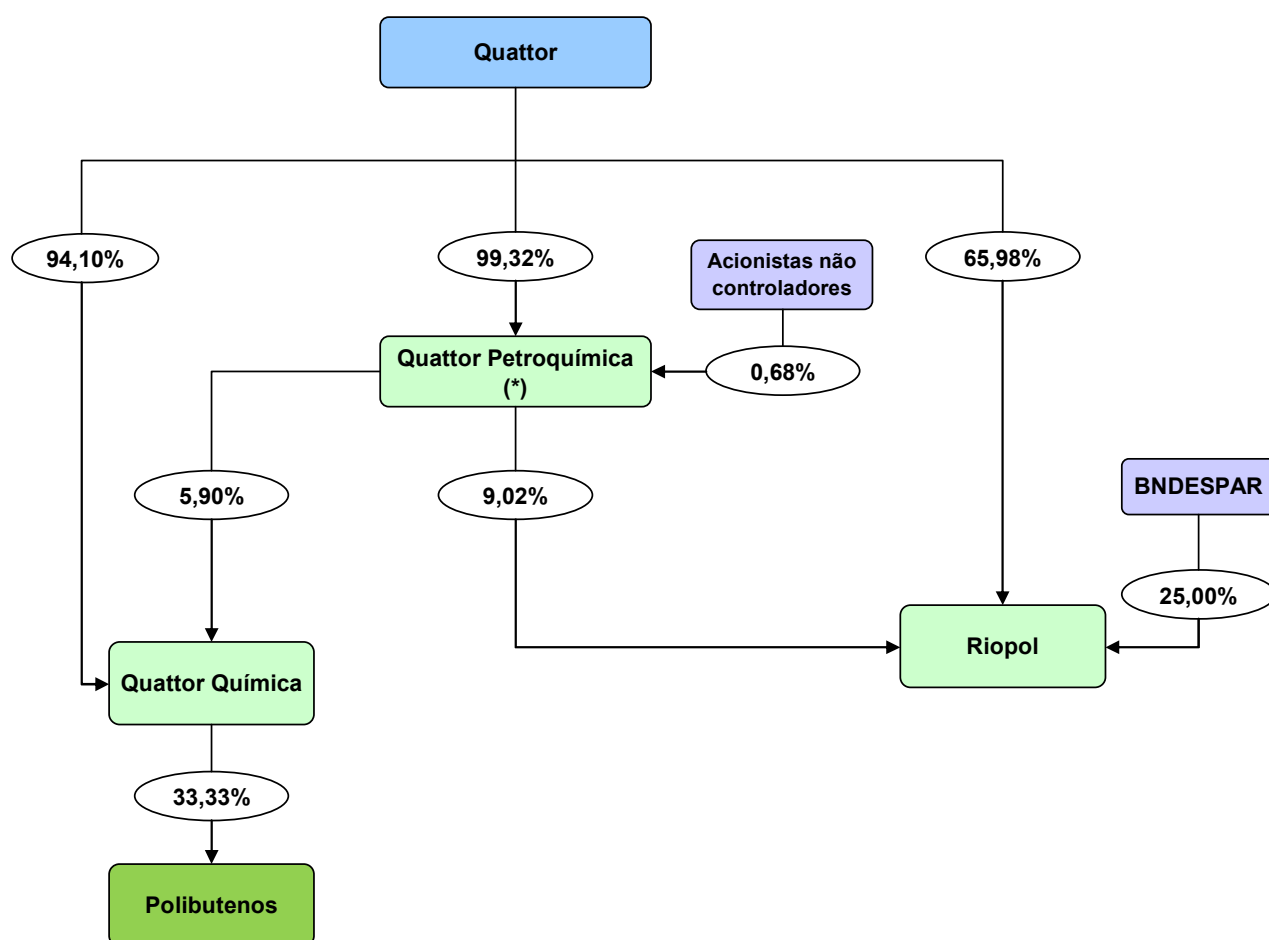 Quattor
94,10%
99,32%
Acionistas não
controladores
65,98%
Quattor Petroquímica
(*)
0,68%
5,90%
9,02%
BNDESPAR
25,00%
Riopol
Quattor Química
33,33%
Polibutenos